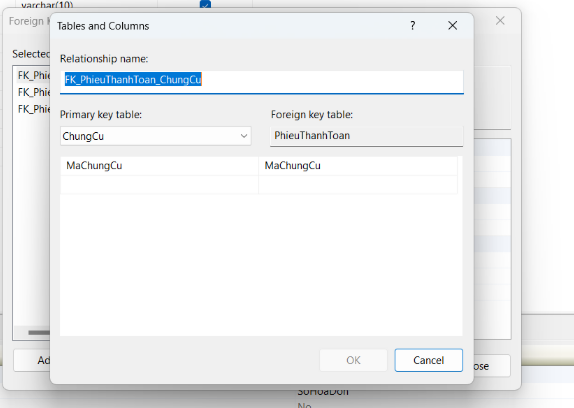 varchar(10)
Foreign K
Tables and Columns
?
Selected
Relationship name:
FK_PhieuThanhToan_ChungCu
FK_Phie
FK_Phie
FK_Phie
Primary key table:
Foreign key table:
ChungCu
PhieuThanhToan
MaChungCu
MaChungCu
OK
Cancel
Ad
ose
SoHoaDon
No